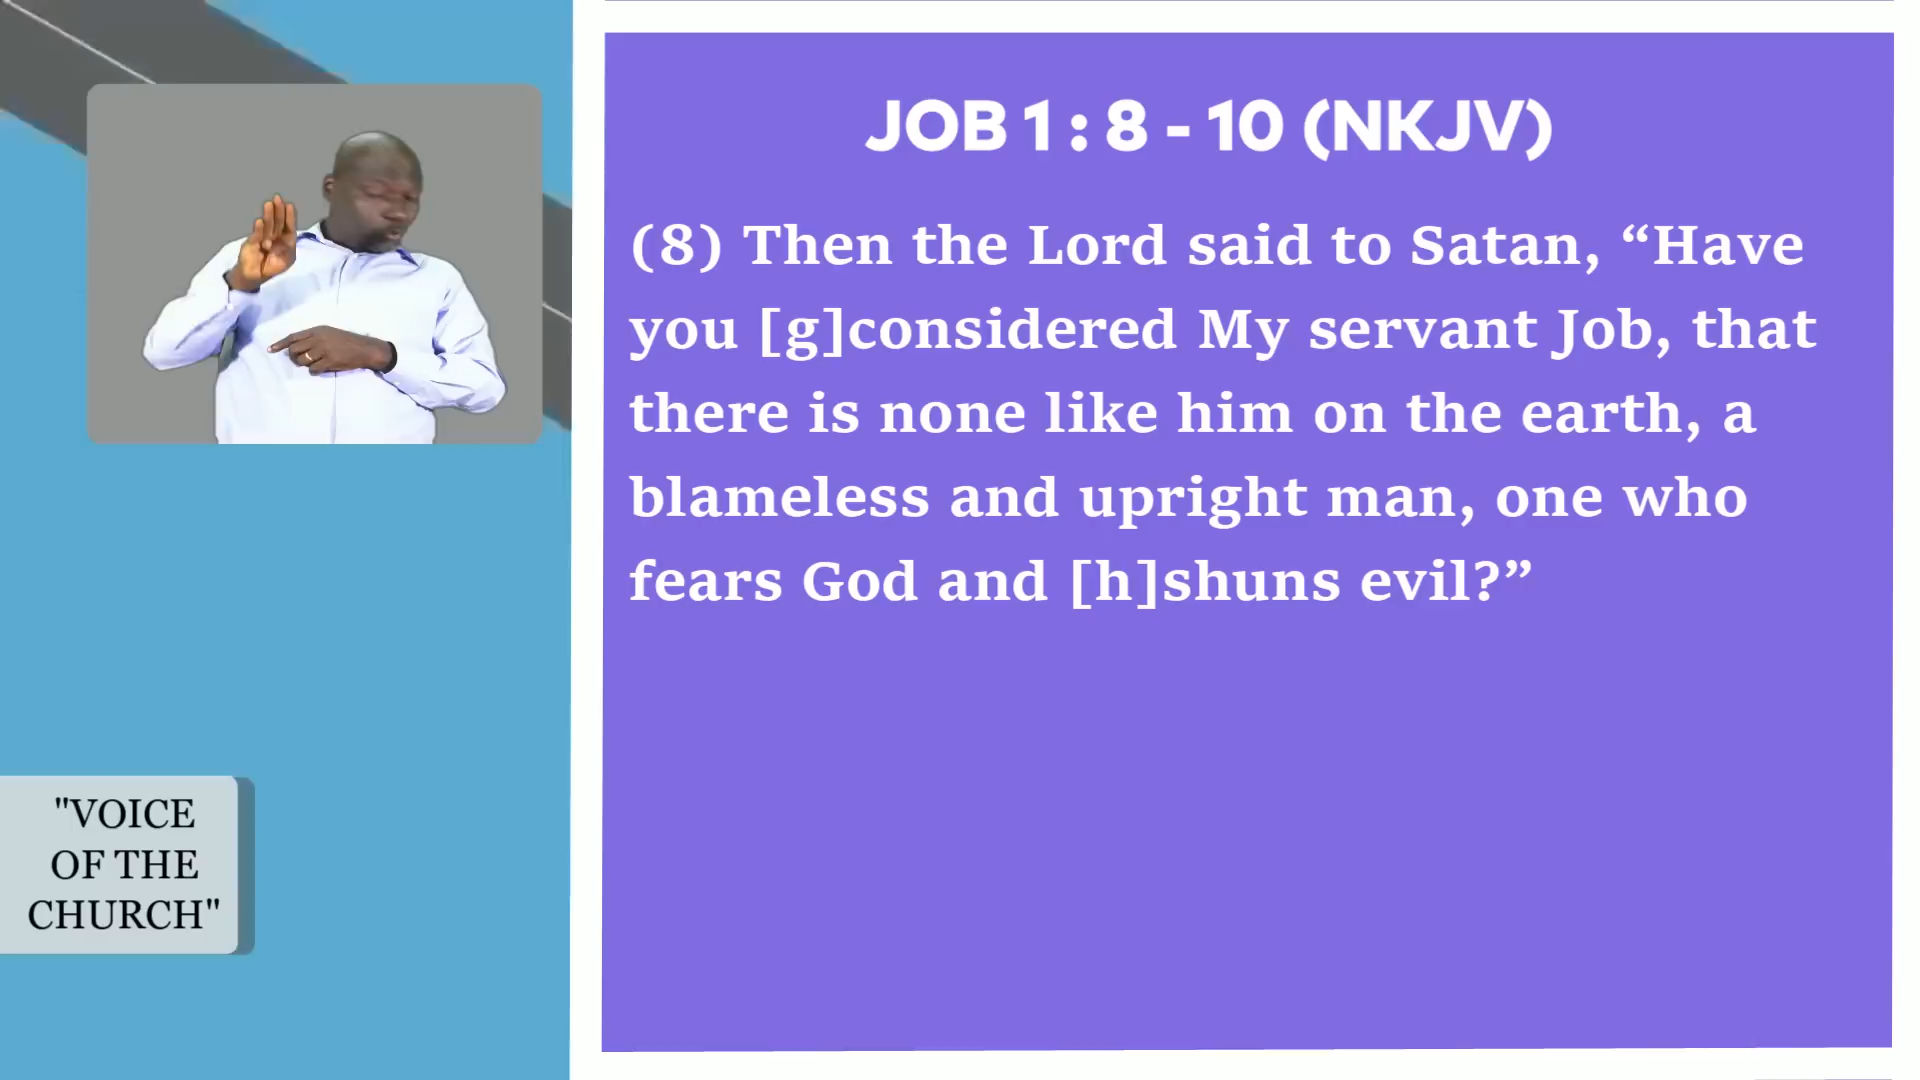 JOB 1 : 8 - 10 (NKJV)
(8) Then the Lord said to Satan, “Have
you [g]considered My servant Job, that
there is none like him on the earth, a
blameless and upright man, one who
fears God and [h]shuns evil?”
"VOICE
OF THE
CHURCH"